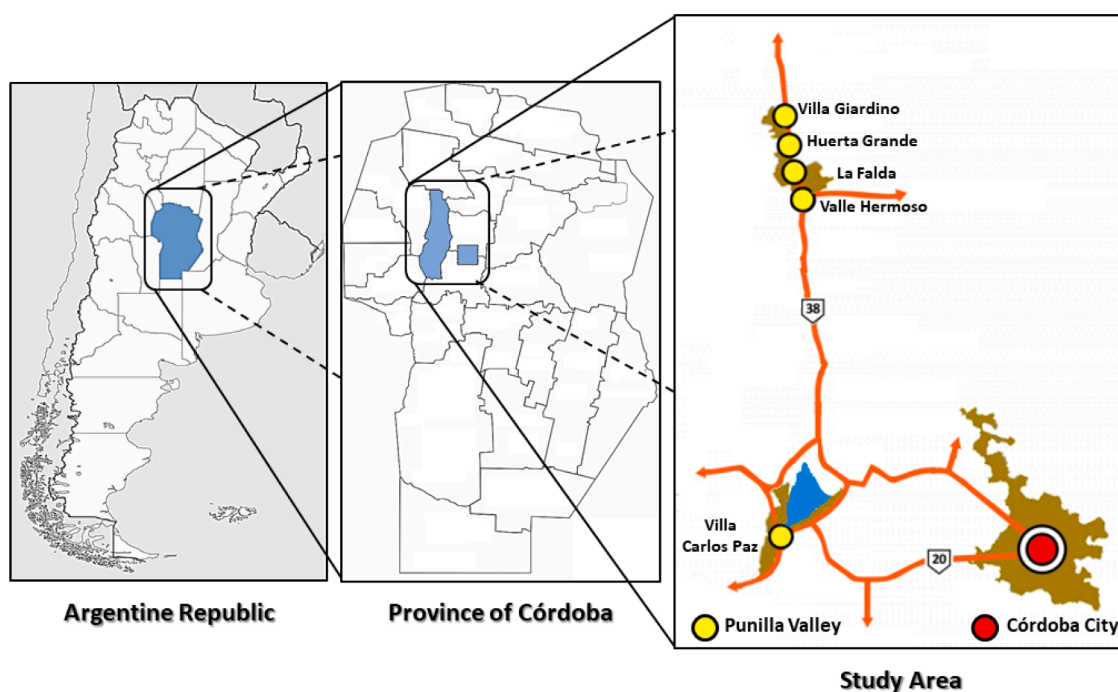 Villa Giardino
Huerta Grande
La Falda
Valle Hermoso
38
Villa
Carlos Paz
20
Punilla Valley
Córdoba City
Argentine Republic
Province of Córdoba
Study Area